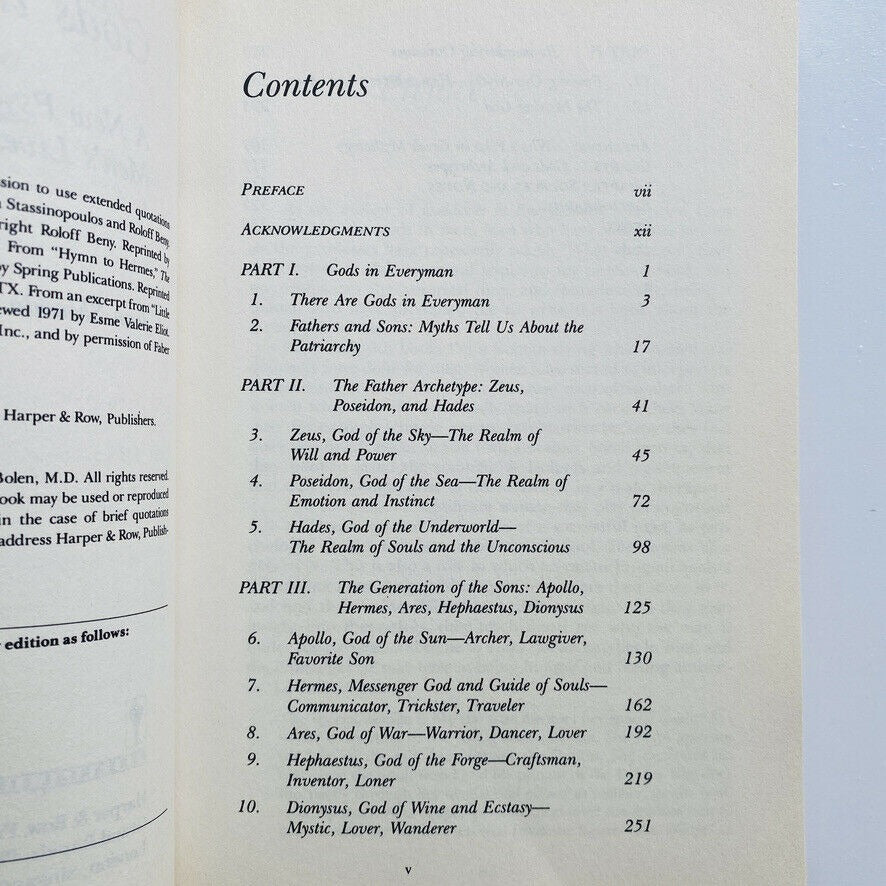 sion to use extended quotations
Stassinopoulos and Roloff Beny.
right Roloff Beny. Reprinted by
From "Hymn to Hermes," The
by Spring Publications. Reprinted
TX. From an excerpt from "Little
ewed 1971 by Esme Valerie Eliot.
Inc., and by permission of Faber
Harper & Row, Publishers.
Bolen, M.D. All rights reserved.
ook may be used or reproduced
in the case of brief quotations
address Harper & Row, Publish-
edition as follows:
Contents
PREFACE vii
ACKNOWLEDGMENTS xii
PART I. Gods in Everyman 1
1. There Are Gods in Everyman 3
2. Fathers and Sons: Myths Tell Us About the
Patriarchy 17
PART II. The Father Archetype: Zeus,
Poseidon, and Hades 41
3. Zeus, God of the Sky—The Realm of
Will and Power 45
4. Poseidon, God of the Sea—The Realm of
Emotion and Instinct 72
5. Hades, God of the Underworld—
The Realm of Souls and the Unconscious 98
PART III. The Generation of the Sons: Apollo,
Hermes, Ares, Hephaestus, Dionysus 125
6. Apollo, God of the Sun—Archer, Lawgiver,
Favorite Son 130
7. Hermes, Messenger God and Guide of Souls—
Communicator, Trickster, Traveler 162
8. Ares, God of War—Warrior, Dancer, Lover 192
9. Hephaestus, God of the Forge—Craftsman,
Inventor, Loner 219
10. Dionysus, God of Wine and Ecstasy—
Mystic, Lover, Wanderer 251
v